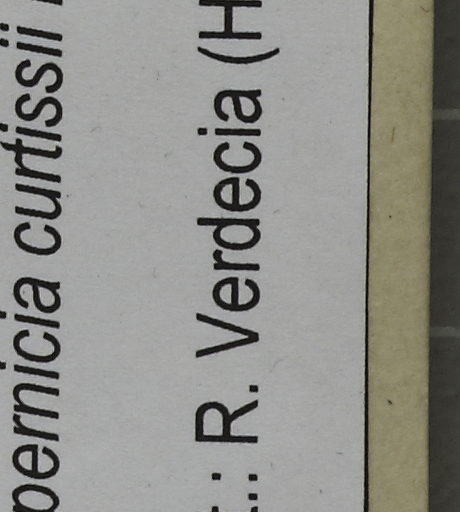 pernicia curtissii
.: R. Verdecia (H